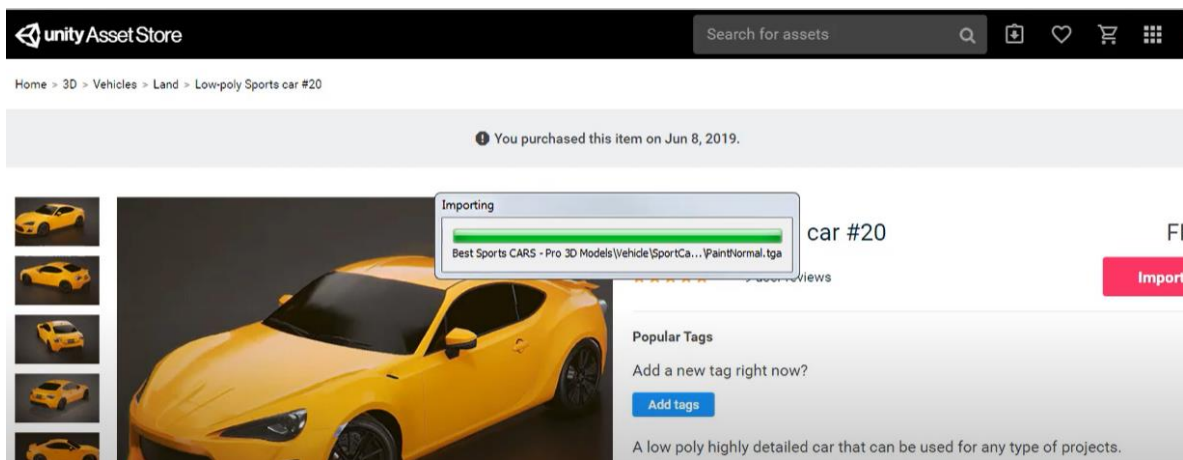 unity Asset Store
Search for assets
Home > 3D > Vehicles > Land > Low-poly Sports car #20
You purchased this item on Jun 8, 2019.
Importing
Best Sports CARS - Pro 3D Models\Vehicle\SportCa...\PaintNormal.tga
car #20
Import
Popular Tags
Add a new tag right now?
Add tags
A low poly highly detailed car that can be used for any type of projects.